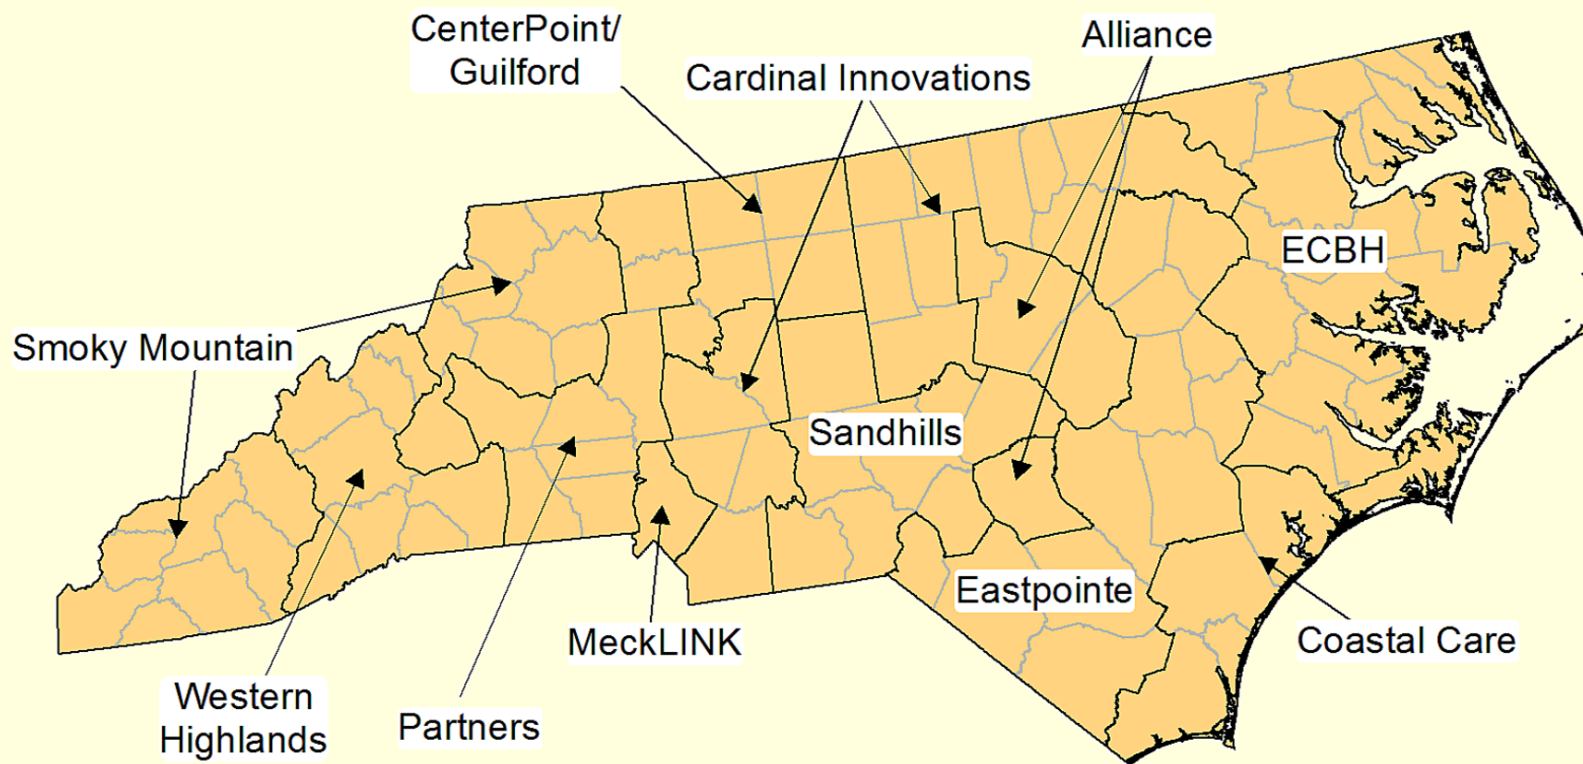 CenterPoint/
Guilford
Cardinal Innovations
Alliance
ECBH
Smoky Mountain
Sandhills
Eastpointe
MeckLINK
Coastal Care
Western
Highlands
Partners